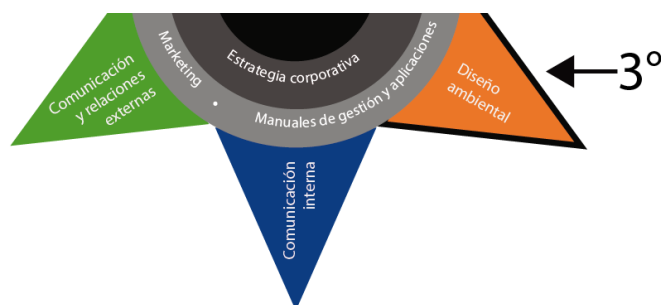 Comunicación
y relaciones
externas
Marketing
•
Manuales de gestión y aplicaciones
Estrategia corporativa
Comunicación
interna
Diseño
ambiental
3°